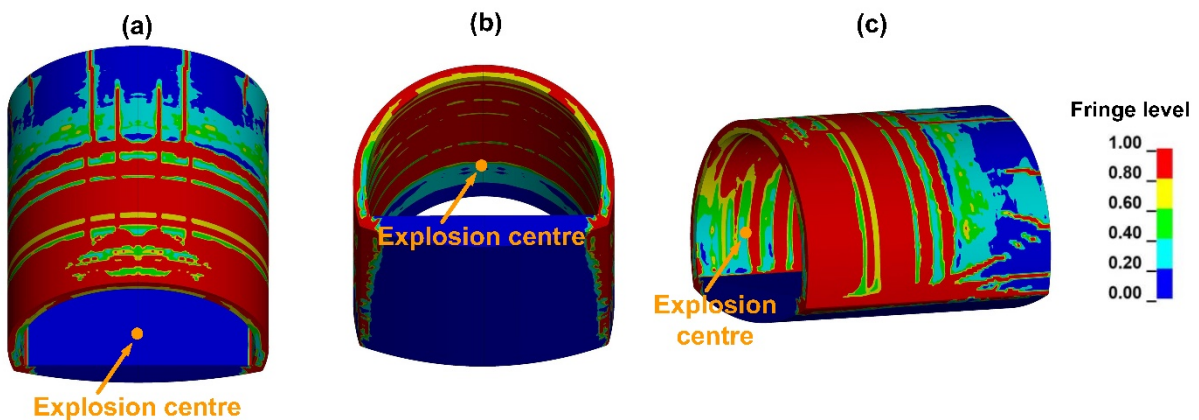 (a)
(b)
(c)
Explosion centre
Explosion centre
Explosion
centre
Fringe level
1.00
0.80
0.60
0.40
0.20
0.00